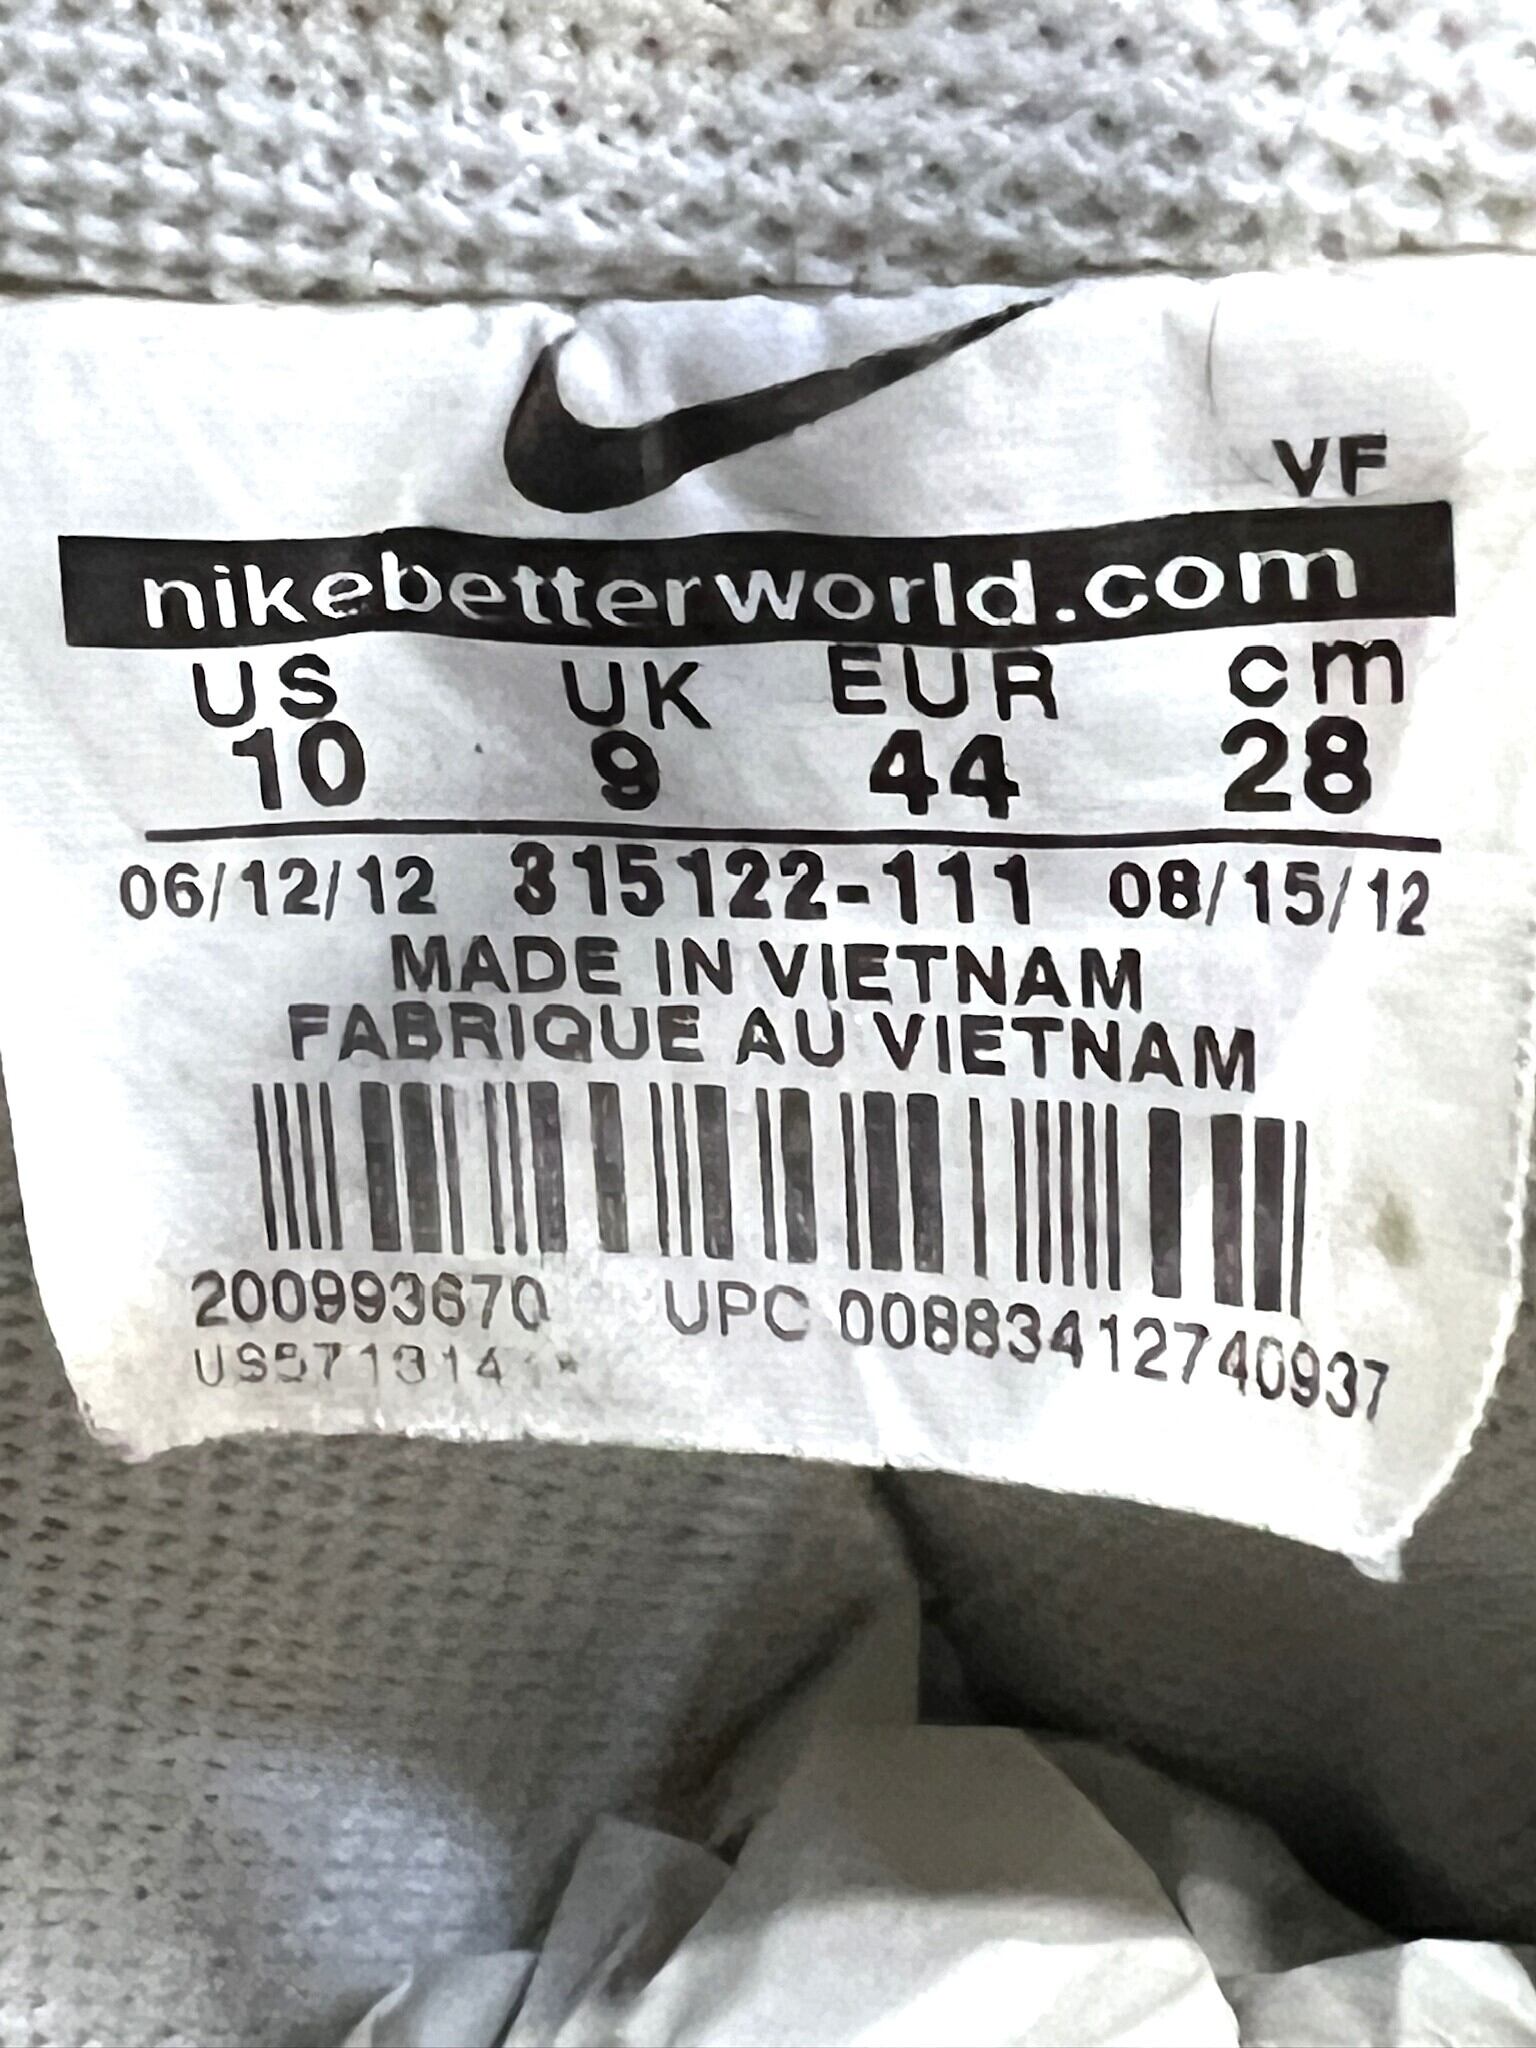 VF
nikebetterworld.com
US UK EUR cm
10 9 44 28
06/12/12 315122-111 08/15/12
MADE IN VIETNAM
FABRIQUE AU VIETNAM
200993670 UPC 00883412740937